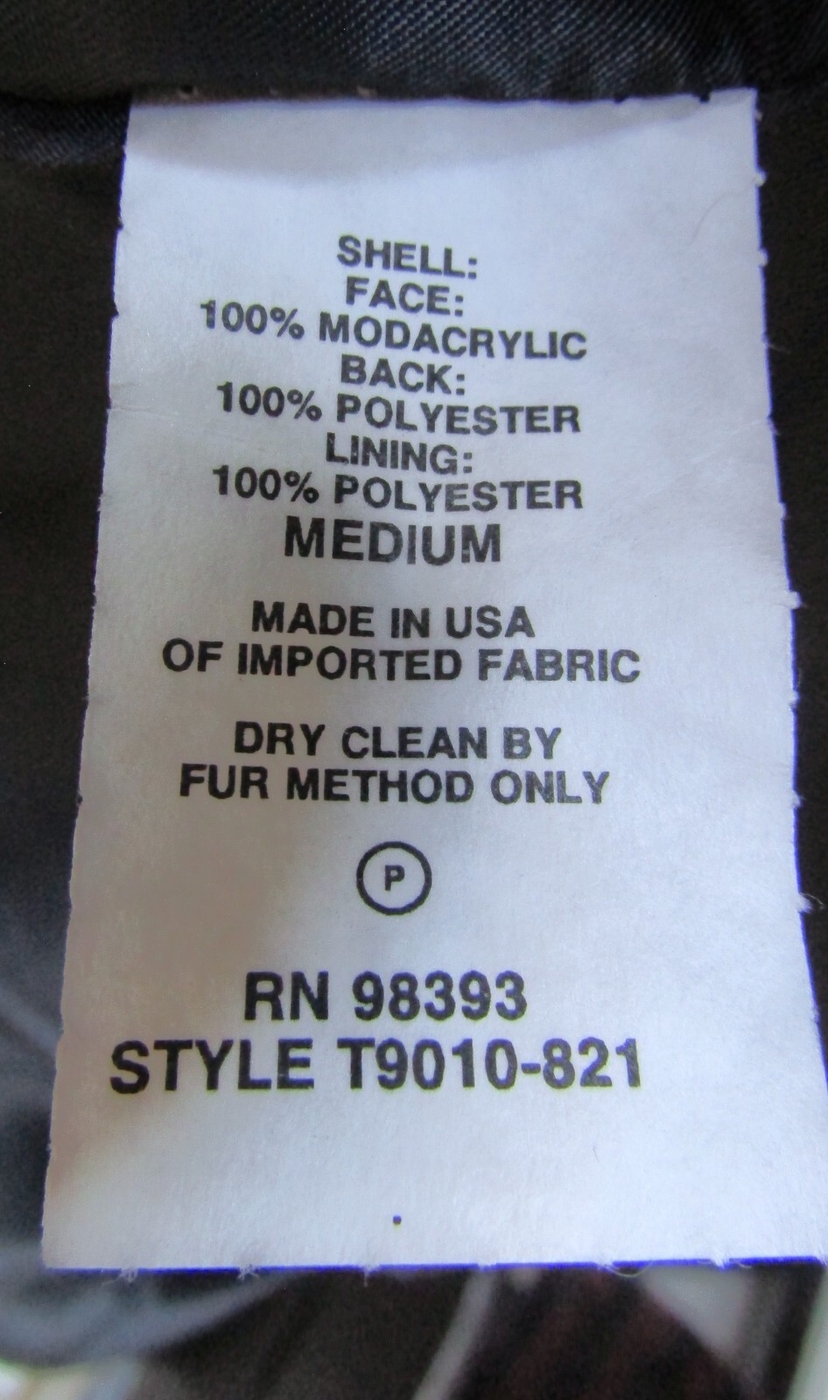 SHELL:
FACE:
100% MODACRYLIC
BACK:
100% POLYESTER
LINING:
100% POLYESTER
MEDIUM
MADE IN USA
OF IMPORTED FABRIC
DRY CLEAN BY
FUR METHOD ONLY
P
RN 98393
STYLE T9010-821